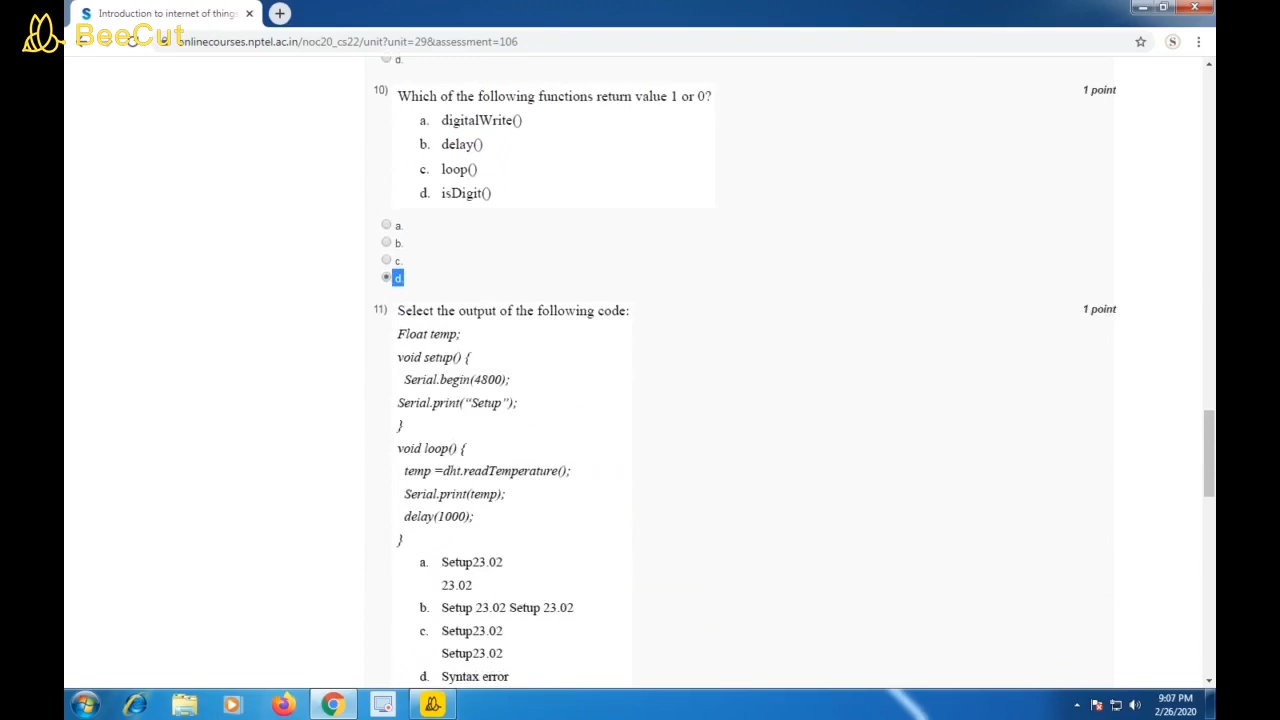 Introduction to internet of things
BeeCut
onlinecourses.nptel.ac.in/noc20_cs22/unit?unit=29&assessment=106
S
d.
10) Which of the following functions return value 1 or 0? 1 point
a. digitalWrite()
b. delay()
c. loop()
d. isDigit()
a.
b.
c.
d.
11) Select the output of the following code: 1 point
Float temp;
void setup() {
Serial.begin(4800);
Serial.print(“Setup”);
}
void loop() {
temp =dht.readTemperature();
Serial.print(temp);
delay(1000);
}
a. Setup23.02
23.02
b. Setup 23.02 Setup 23.02
c. Setup23.02
Setup23.02
d. Syntax error
9:07 PM
2/26/2020